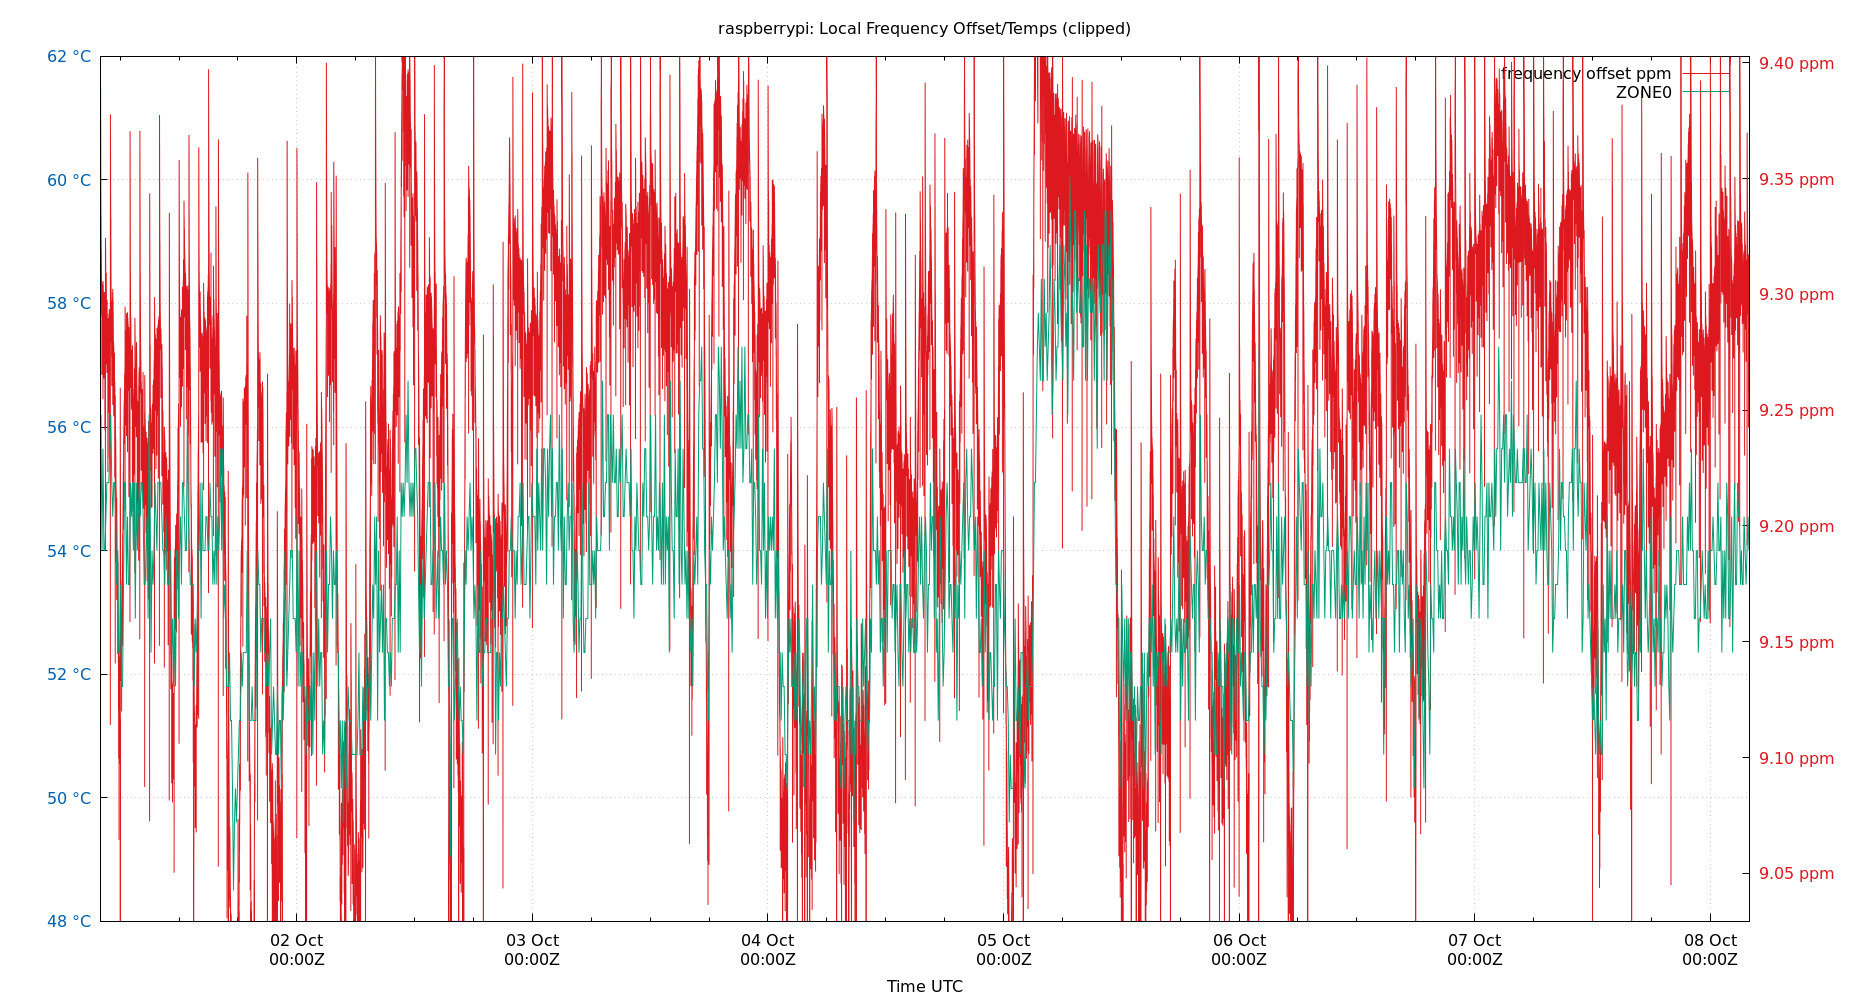 raspberrypi: Local Frequency Offset/Temps (clipped)
62 °C
60 °C
58 °C
56 °C
54 °C
52 °C
50 °C
48 °C
frequency offset ppm
ZONE0
9.40 ppm
9.35 ppm
9.30 ppm
9.25 ppm
9.20 ppm
9.15 ppm
9.10 ppm
9.05 ppm
02 Oct 03 Oct 04 Oct 05 Oct 06 Oct 07 Oct 08 Oct
00:00Z 00:00Z 00:00Z 00:00Z 00:00Z 00:00Z 00:00Z
Time UTC